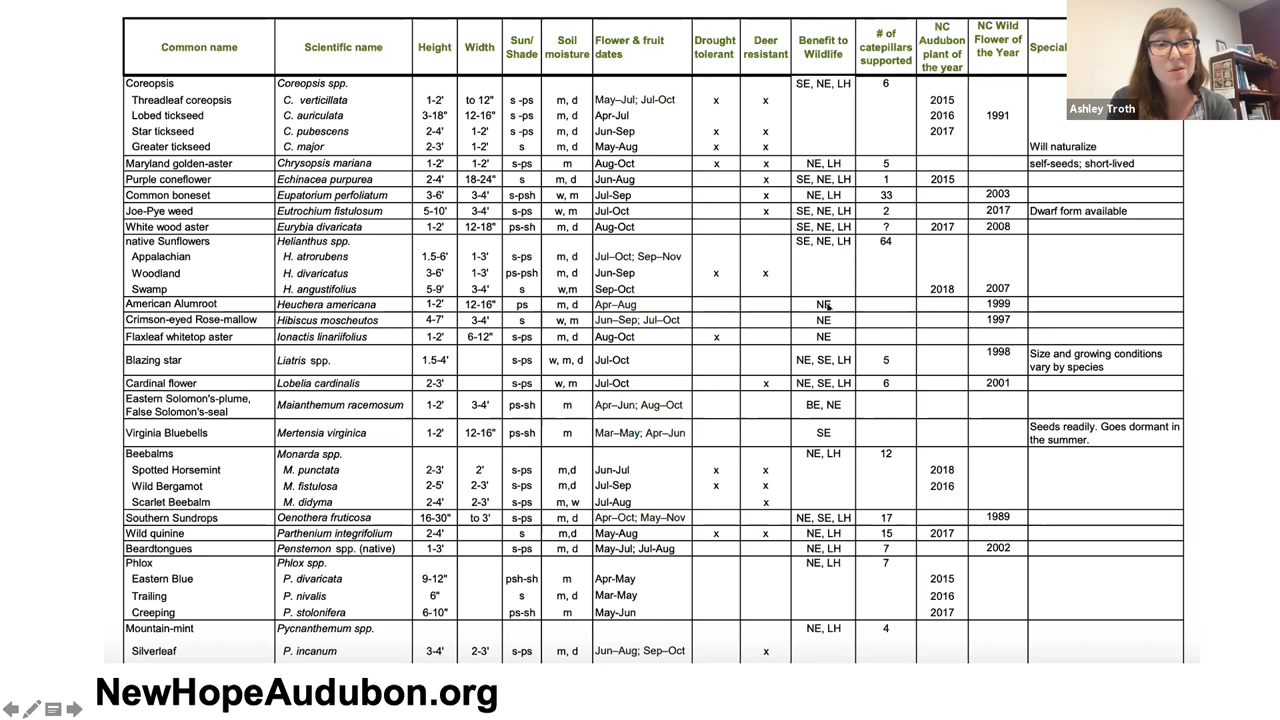 Common name Scientific name Height Width Sun/ Shade Soil moisture Flower & fruit dates Drought tolerant Deer resistant Benefit to Wildlife # of catepillars supported NC Audubon plant of the year NC Wild Flower of the Year Special
Coreopsis Coreopsis spp. SE, NE, LH 6
Threadleaf coreopsis C. verticillata 1-2' to 12" s -ps m, d May–Jul; Jul-Oct x x 2015
Lobed tickseed C. auriculata 3-18" 12-16" s -ps m, d Apr-Jul 2016 1991
Star tickseed C. pubescens 2-4' 1-2' s -ps m, d Jun-Sep x x 2017
Greater tickseed C. major 2-3' 1-2' s m, d May-Aug x x Will naturalize
Maryland golden-aster Chrysopsis mariana 1-2' 1-2' s-ps m Aug-Oct x x NE, LH 5 self-seeds; short-lived
Purple coneflower Echinacea purpurea 2-4' 18-24" s m, d Jun-Aug x SE, NE, LH 1 2015
Common boneset Eupatorium perfoliatum 3-6' 3-4' s-psh w, m Jul-Sep x NE, LH 33 2003
Joe-Pye weed Eutrochium fistulosum 5-10' 3-4' s-ps w, m Jul-Oct x SE, NE, LH 2 2017 Dwarf form available
White wood aster Eurybia divaricata 1-2' 12-18" ps-sh m, d Aug-Oct SE, NE, LH ? 2017 2008
native Sunflowers Helianthus spp. SE, NE, LH 64
Appalachian H. atrorubens 1.5-6' 1-3' s-ps m, d Jul–Oct; Sep–Nov
Woodland H. divaricatus 3-6' 1-3' ps-psh m, d Jun-Sep x x
Swamp H. angustifolius 5-9' 3-4' s w,m Sep-Oct 2018 2007
American Alumroot Heuchera americana 1-2' 12-16" ps m, d Apr–Aug NE 1999
Crimson-eyed Rose-mallow Hibiscus moscheutos 4-7' 3-4' s w, m Jun–Sep; Jul–Oct NE 1997
Flaxleaf whitetop aster Ionactis linariifolius 1-2' 6-12" s-ps m, d Aug-Oct x NE
Blazing star Liatris spp. 1.5-4' s-ps w, m, d Jul-Oct NE, SE, LH 5 1998 Size and growing conditions
vary by species
Cardinal flower Lobelia cardinalis 2-3' s-ps w, m Jul-Oct x NE, SE, LH 6 2001
Eastern Solomon's-plume,
False Solomon's-seal Maianthemum racemosum 1-2' 3-4' ps-sh m Apr–Jun; Aug–Oct BE, NE
Virginia Bluebells Mertensia virginica 1-2' 12-16" ps-sh m Mar–May; Apr–Jun SE Seeds readily. Goes dormant in
the summer.
Beebalms Monarda spp. NE, LH 12
Spotted Horsemint M. punctata 2-3' 2' s-ps m,d Jun-Jul x x 2018
Wild Bergamot M. fistulosa 2-5' 2-3' s-ps m,d Jul-Sep x x 2016
Scarlet Beebalm M. didyma 2-4' 2-3' s-ps m, w Jul-Aug x
Southern Sundrops Oenothera fruticosa 16-30" to 3' s-ps m, d Apr–Oct; May–Nov NE, SE, LH 17 1989
Wild quinine Parthenium integrifolium 2-4' s m,d May-Aug x x NE, LH 15 2017
Beardtongues Penstemon spp. (native) 1-3' s-ps m, d May-Jul; Jul-Aug NE, LH 7 2002
Phlox Phlox spp. NE, LH 7
Eastern Blue P. divaricata 9-12" psh-sh m Apr-May 2015
Trailing P. nivalis 6" s m, d Mar-May 2016
Creeping P. stolonifera 6-10" ps-sh m May-Jun 2017
Mountain-mint Pycnanthemum spp. NE, LH 4
Silverleaf P. incanum 3-4' 2-3' s-ps m, d Jun–Aug; Sep–Oct x
Ashley Troth
NewHopeAudubon.org